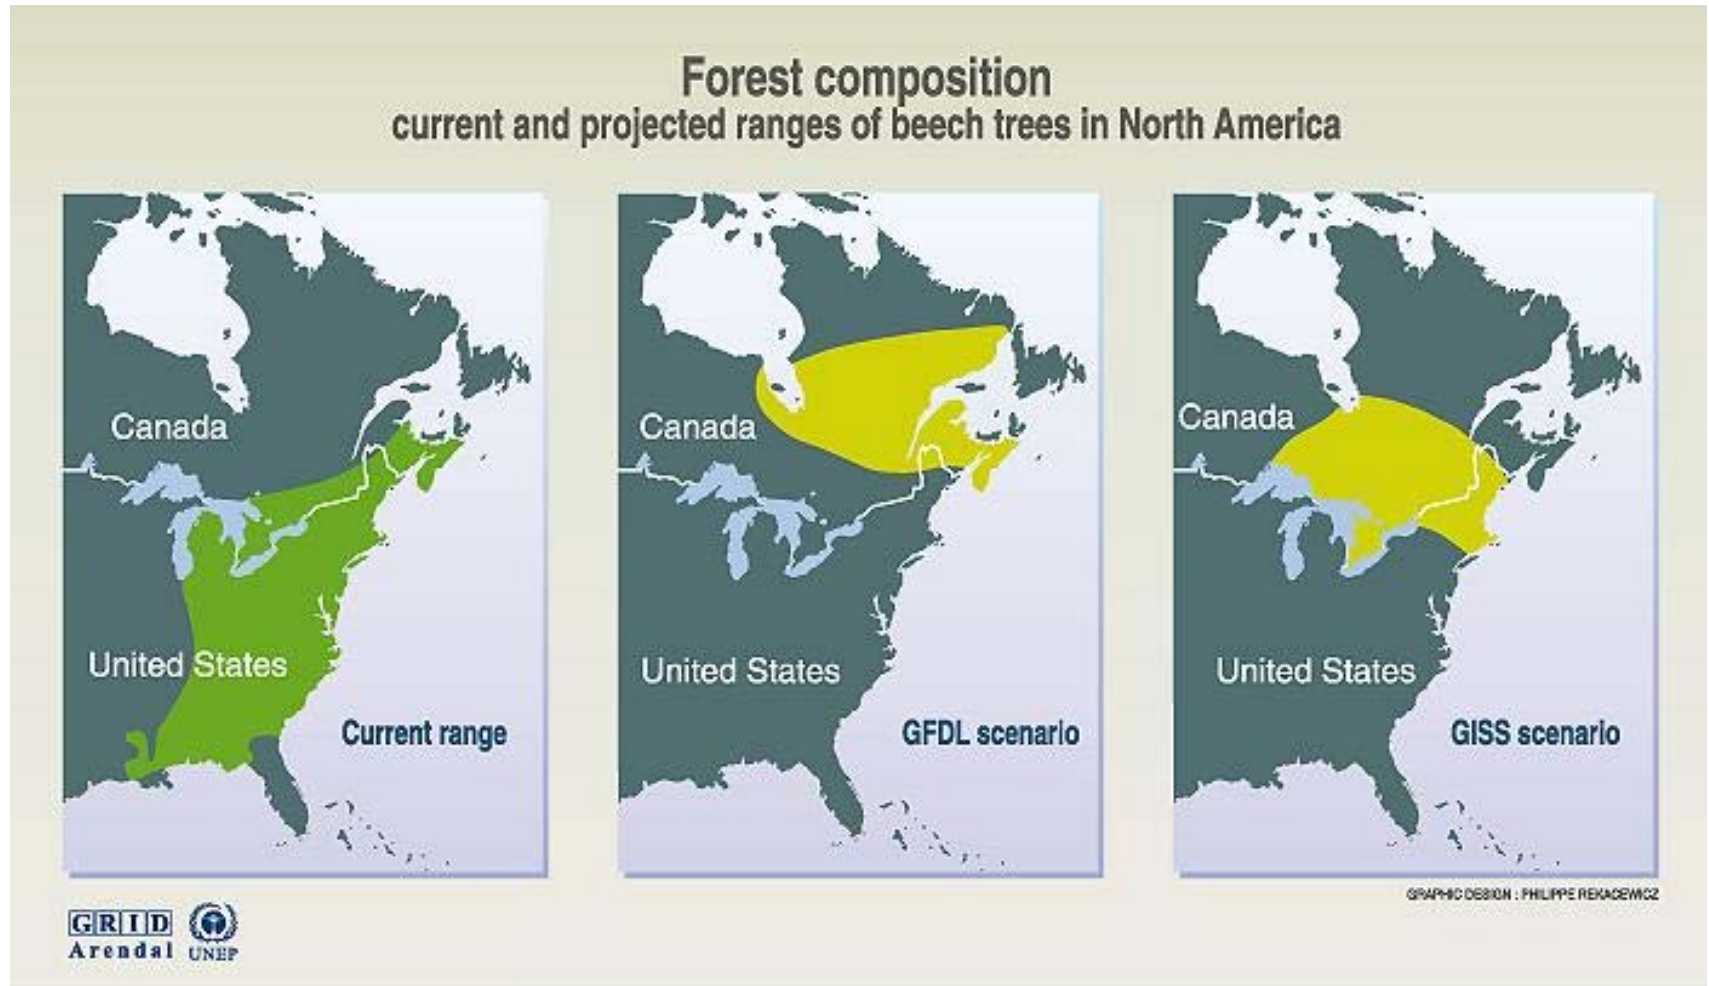 Forest composition
current and projected ranges of beech trees in North America
Canada
United States
Current range
Canada
United States
GFDL scenario
Canada
United States
GISS scenario
GRAPHIC DESIGN : PHILIPPE REKACEWICZ
GRID
Arendal
UNEP